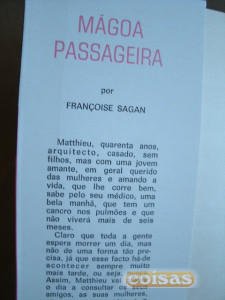 MÁGOA
PASSAGEIRA
por
FRANÇOISE SAGAN
Matthieu, quarenta anos,
arquitecto, casado, sem
filhos, mas com uma jovem
amante, em geral querido
das mulheres e amando a
vida, que lhe corre bem,
sabe pelo seu médico, uma
bela manhã, que tem um
cancro nos pulmões e que
não viverá mais de seis
meses.
Claro que toda a gente
espera morrer um dia, mas
não de uma forma tão pre-
cisa, já que esse facto há-de
acontecer sempre muito
mais tarde, ou seja,
Assim, Matthieu vai
e dia a consultar os seus
amigos, as suas mulheres,
coisas